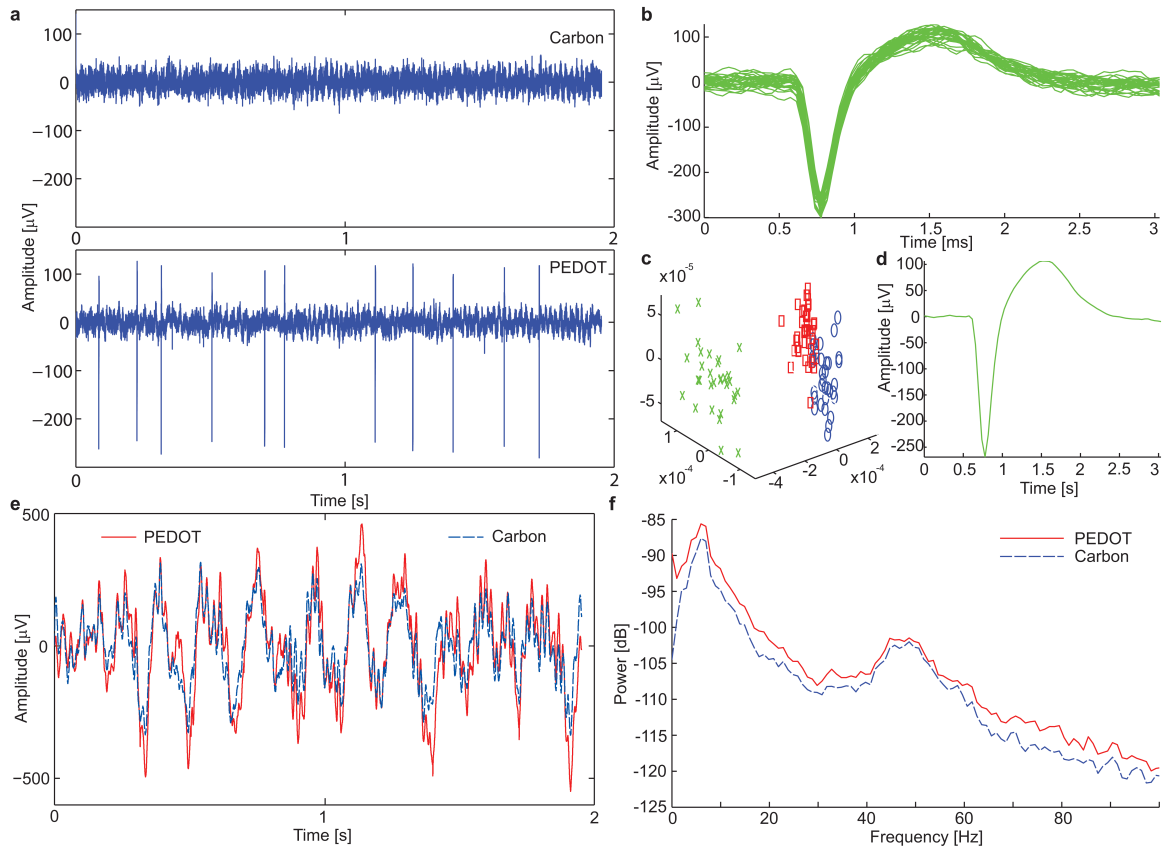 a
Carbon
100
0
−100
−200
0
1
2
Amplitude [µV]
PEDOT
100
0
−100
−200
0
1
2
Time [s]
b
100
0
-100
-200
-300
Amplitude [µV]
0
0.5
1
1.5
2
2.5
3
Time [ms]
c
x10-5
5
0
-5
1
0
-1
x10-4
-4
-2
0
2
x10-4
d
100
50
0
-50
-100
-150
-200
-250
Amplitude [µV]
0
0.5
1
1.5
2
2.5
3
Time [s]
e
500
0
−500
Amplitude [µV]
PEDOT
Carbon
0
1
2
Time [s]
f
-85
-90
-95
-100
-105
-110
-115
-120
-125
Power [dB]
PEDOT
Carbon
0
20
40
60
80
Frequency [Hz]